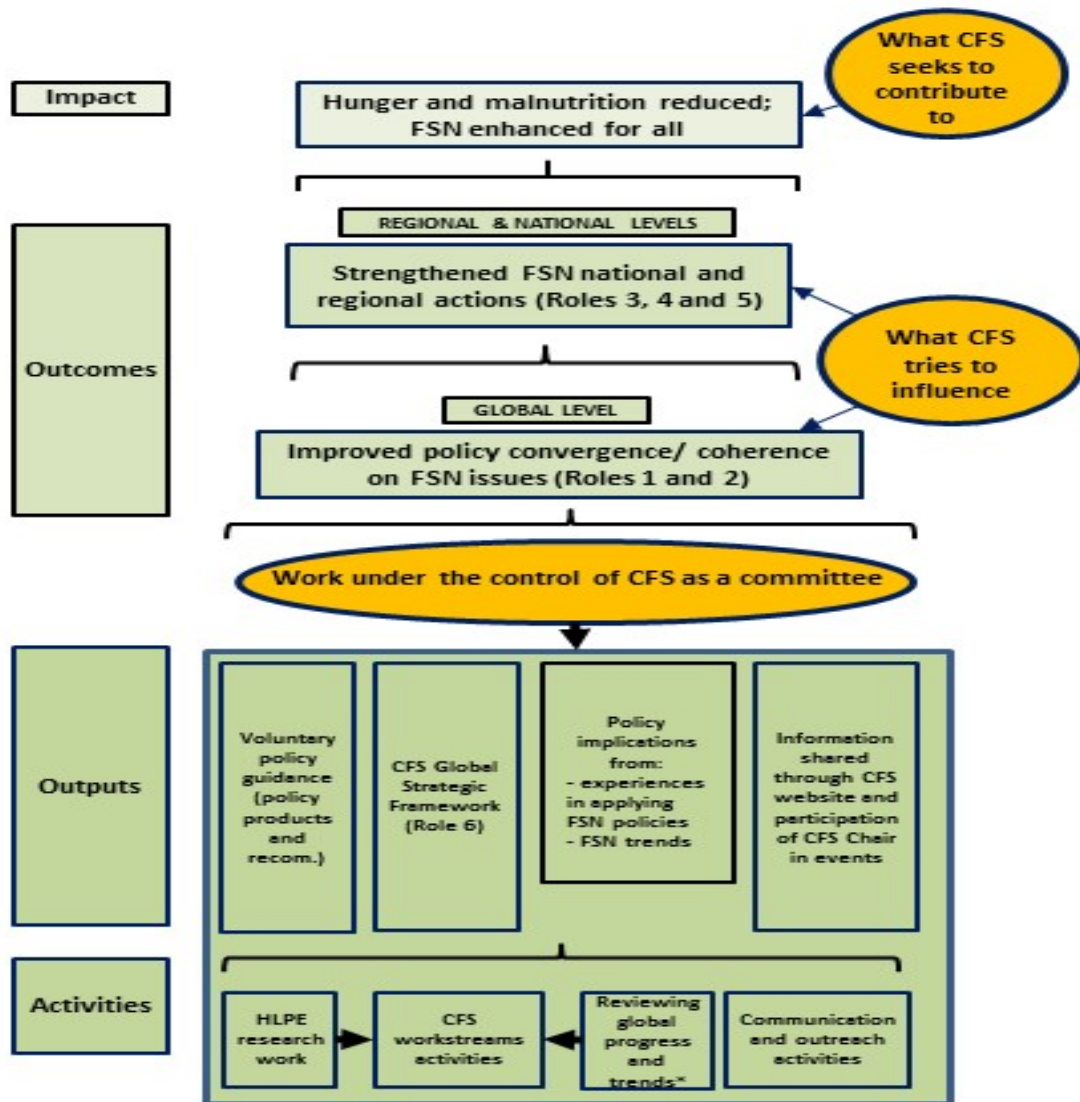 What CFS
seeks to
contribute
to
Impact
Hunger and malnutrition reduced;
FSN enhanced for all
REGIONAL & NATIONAL LEVELS
Strengthened FSN national and
regional actions (Roles 3, 4 and 5)
Outcomes
What CFS
tries to
influence
GLOBAL LEVEL
Improved policy convergence/ coherence
on FSN issues (Roles 1 and 2)
Work under the control of CFS as a committee
Outputs
Voluntary
policy
guidance
(policy
products
and
recom.)
CFS Global
Strategic
Framework
(Role 6)
Policy
implications
from:
- experiences
in applying
FSN policies
- FSN trends
Information
shared
through CFS
website and
participation
of CFS Chair
in events
Activities
HLPE
research
work
CFS
workstreams
activities
Reviewing
global
progress
and
trends*
Communication
and outreach
activities